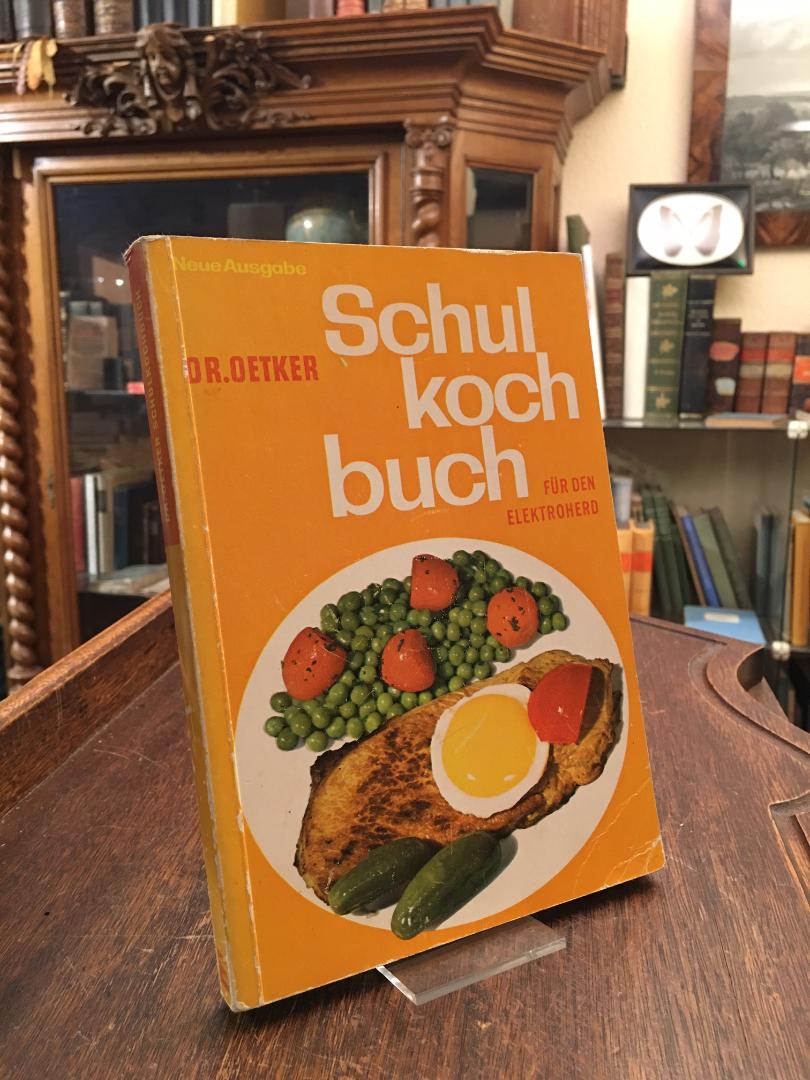 Neue Ausgabe
Schul
DR.OETKER
koch
buch
FÜR DEN
ELEKTROHERD